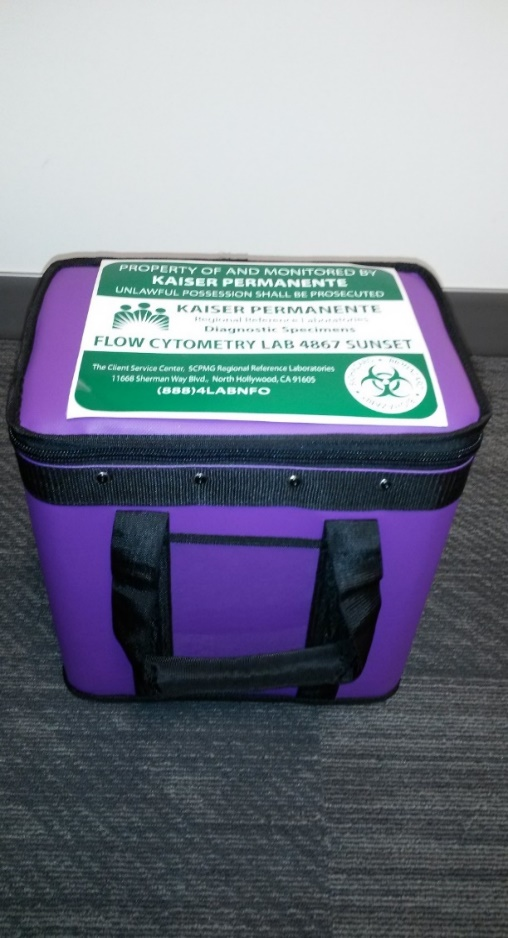 PROPERTY OF AND MONITORED BY
KAISER PERMANENTE
UNLAWFUL POSSESSION SHALL BE PROSECUTED
KAISER PERMANENTE
Regional Reference Laboratories
Diagnostic Specimens
FLOW CYTOMETRY LAB 4867 SUNSET
The Client Service Center, SCPMG Regional Reference Laboratories
11668 Sherman Way Blvd., North Hollywood, CA 91605
(888)4LABNFO